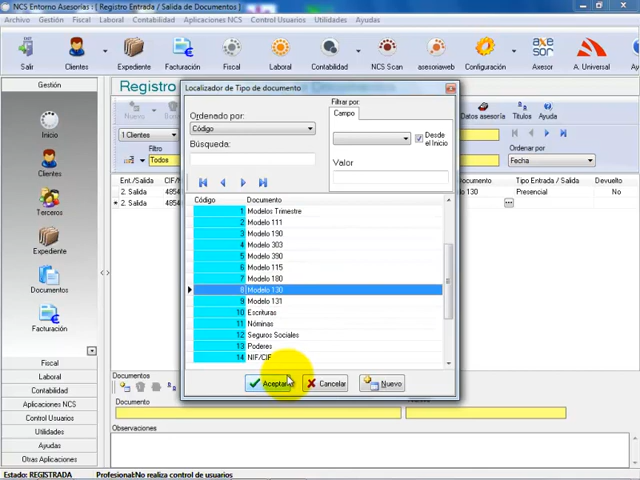 NCS Entorno Asesorías : [ Registro Entrada / Salida de Documentos ]
Gestión Fiscal Laboral Contabilidad Aplicaciones NCS Control Usuarios Utilidades Ayudas
Salir Clientes Expediente Facturación Fiscal Laboral Contabilidad NCS Scan asesoriaweb Configuración Axesor A. Universal
Gestión
Inicio
Clientes
Terceros
Expediente
Documentos
Facturación
Fiscal
Laboral
Contabilidad
Aplicaciones NCS
Control Usuarios
Utilidades
Ayudas
Otras Aplicaciones
Registro
Nuevo
Datos asesoría Títulos Ayuda
1 Clientes
Filtro
Todos
Ordenar por:
Fecha
Ent./Salida CIF/N
Tipo Entrada / Salida Devuelto
2. Salida 4854
130 Presencial No
2. Salida 4854
Localizador de Tipo de documento
Ordenado por:
Código
Búsqueda:
Filtrar por:
Campo
Desde el Inicio
Valor
Código Documento
1 Modelos Trimestre
2 Modelo 111
3 Modelo 190
4 Modelo 303
5 Modelo 390
6 Modelo 115
7 Modelo 180
8 Modelo 130
9 Modelo 131
10 Escrituras
11 Nóminas
12 Seguros Sociales
13 Poderes
14 NIF/CIF
Aceptar Cancelar Nuevo
Documentos
Documento
Observaciones
Estado: REGISTRADA Profesional:No realiza control de usuarios